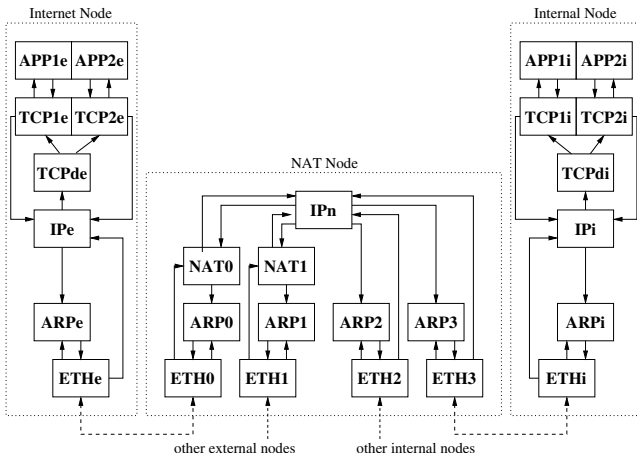 Internet Node
Internal Node
APP1e APP2e
APP1i APP2i
TCP1e TCP2e
TCP1i TCP2i
NAT Node
TCPde
TCPdi
IPe
IPn
IPi
NAT0
NAT1
ARPe
ARP0
ARP1
ARP2
ARP3
ARPi
ETHe
ETH0
ETH1
ETH2
ETH3
ETHi
other external nodes
other internal nodes